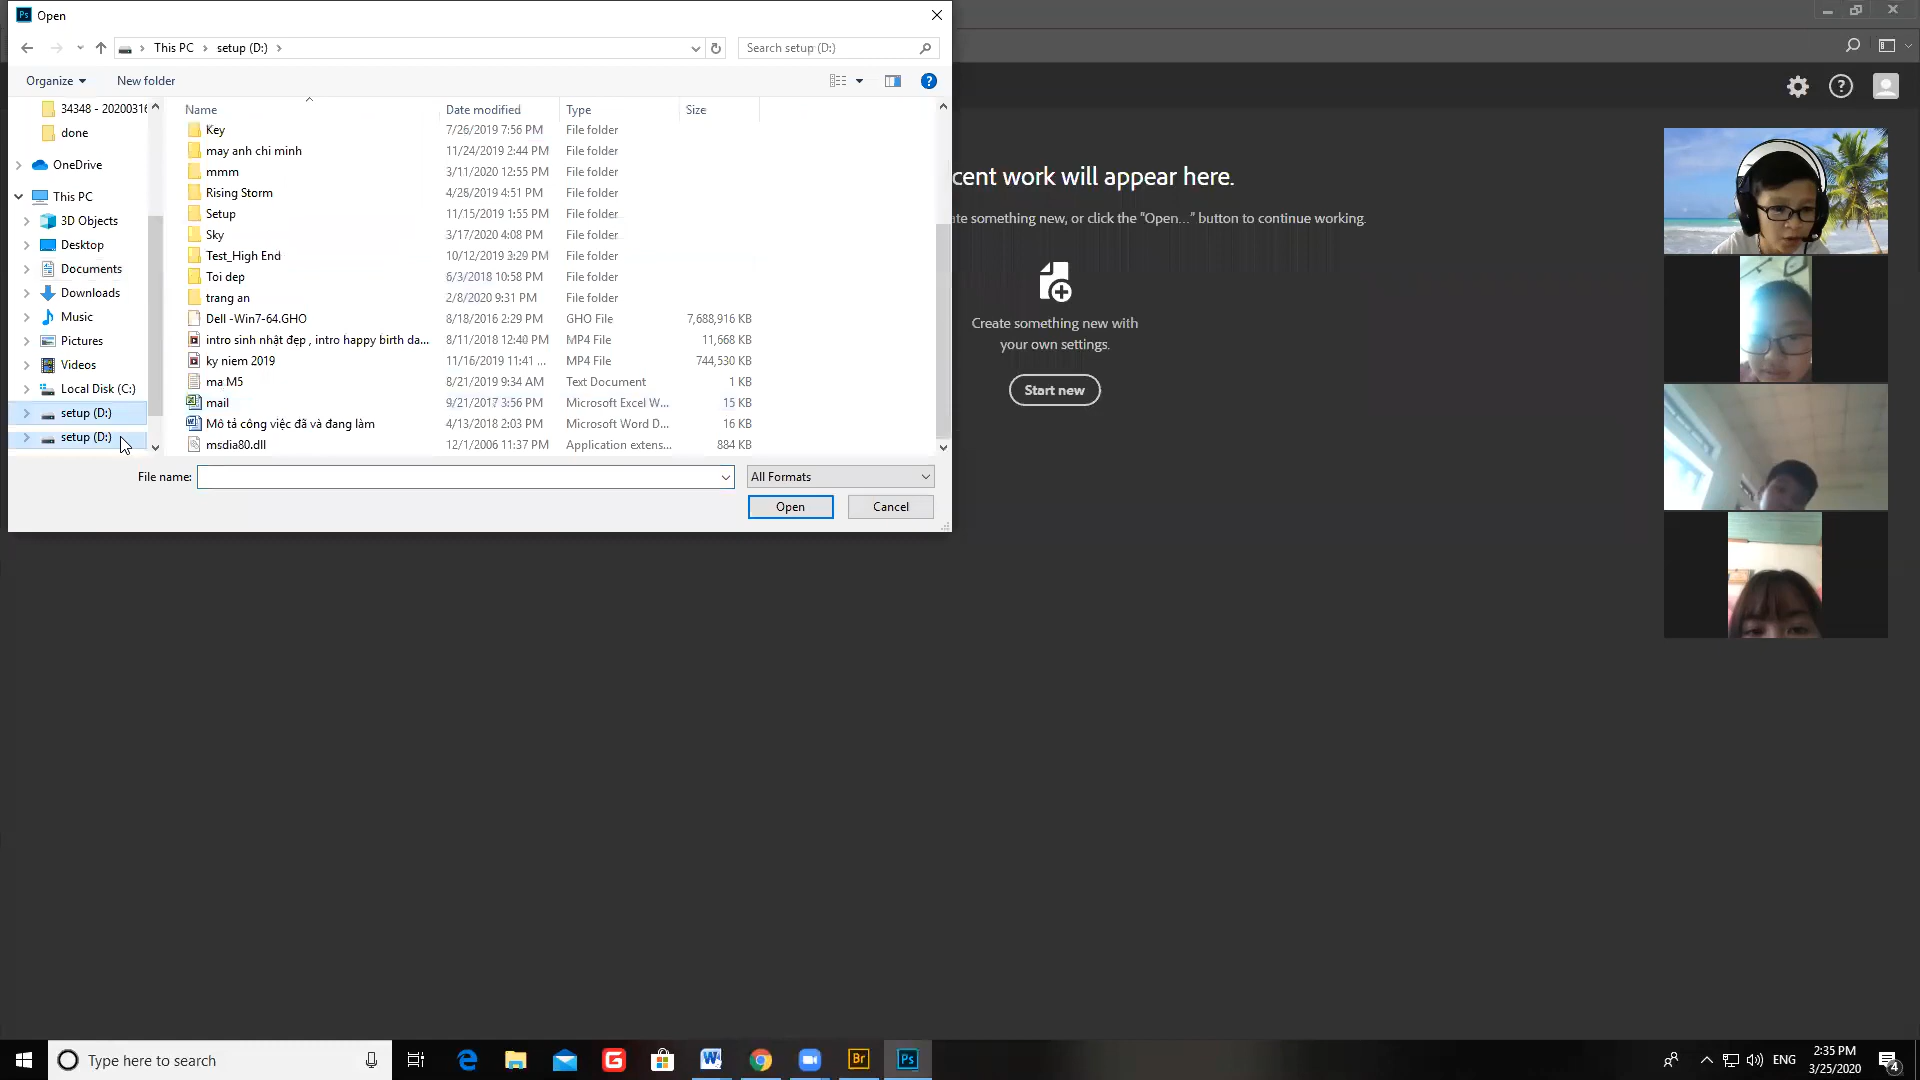 Open
This PC › setup (D:) ›
Search setup (D:)
Organize
New folder
34348 - 20200316
done
OneDrive
This PC
3D Objects
Desktop
Documents
Downloads
Music
Pictures
Videos
Local Disk (C:)
setup (D:)
setup (D:)
Name Date modified Type Size
Key 7/26/2019 7:56 PM File folder
may anh chi minh 11/24/2019 2:44 PM File folder
mmm 3/11/2020 12:55 PM File folder
Rising Storm 4/28/2019 4:51 PM File folder
Setup 11/15/2019 1:55 PM File folder
Sky 3/17/2020 4:08 PM File folder
Test_High End 10/12/2019 3:29 PM File folder
Toi dep 6/3/2018 10:58 PM File folder
trang an 2/8/2020 9:31 PM File folder
Dell -Win7-64.GHO 8/18/2016 2:29 PM GHO File 7,688,916 KB
intro sinh nhật đẹp , intro happy birth da... 8/11/2018 12:40 PM MP4 File 11,668 KB
ky niem 2019 11/16/2019 11:41 ... MP4 File 744,530 KB
ma M5 8/21/2019 9:34 AM Text Document 1 KB
mail 9/21/2017 3:56 PM Microsoft Excel W... 15 KB
Mô tả công việc đã và đang làm 4/13/2018 2:03 PM Microsoft Word D... 16 KB
msdia80.dll 12/1/2006 11:37 PM Application extens... 884 KB
File name:
All Formats
Open
Cancel
cent work will appear here.
te something new, or click the "Open..." button to continue working.
Create something new with
your own settings.
Start new
Type here to search
Br
Ps
ENG
2:35 PM
3/25/2020
4